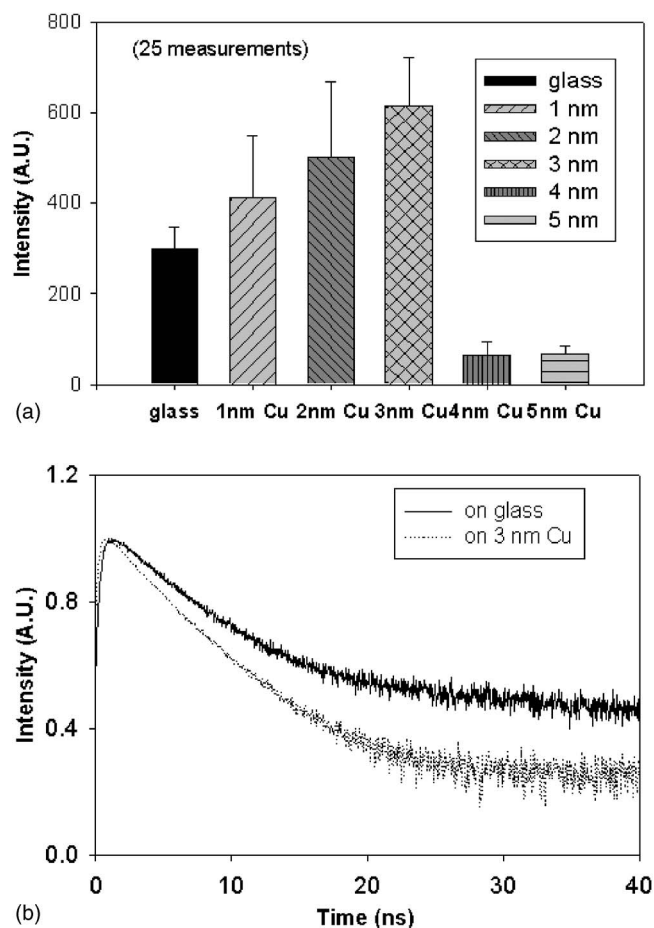 800
(25 measurements)
600
400
200
0
Intensity (A.U.)
glass
1 nm
2 nm
3 nm
4 nm
5 nm
(a)
glass 1nm Cu 2nm Cu 3nm Cu4nm Cu 5nm Cu
1.2
on glass
on 3 nm Cu
0.8
0.4
0.0
Intensity (A.U.)
0 10 20 30 40
(b)
Time (ns)